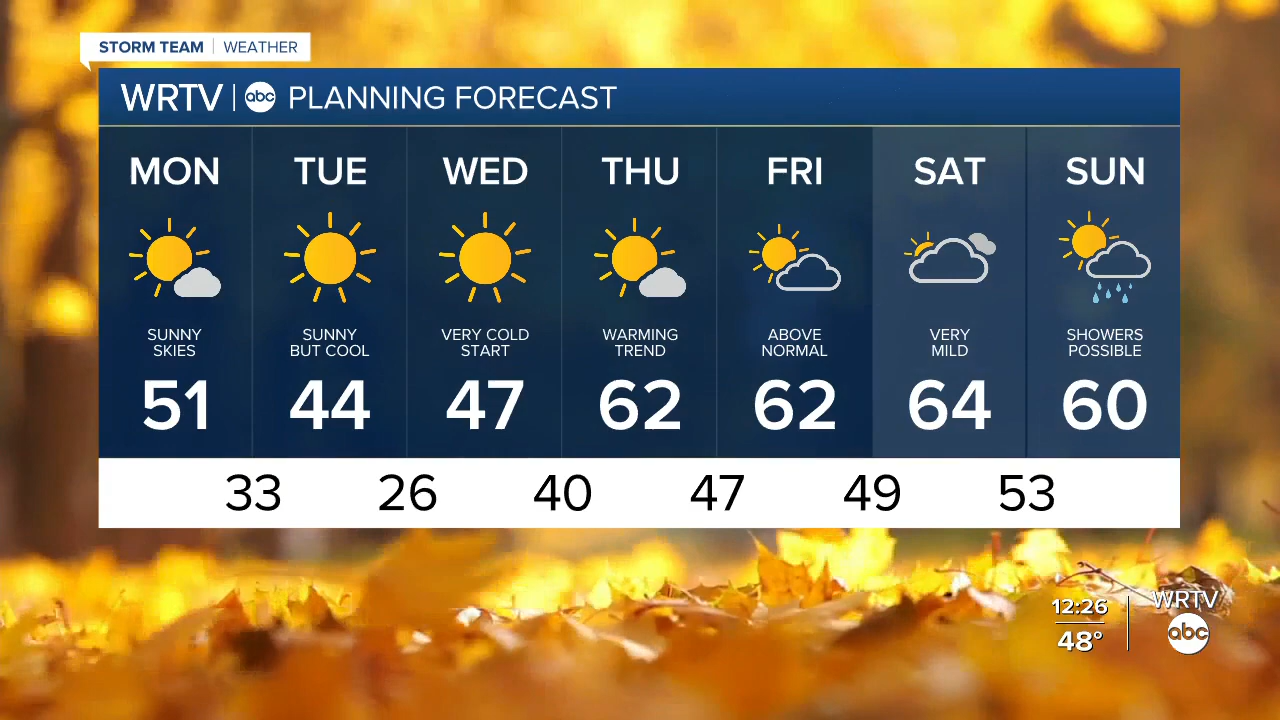 STORM TEAM | WEATHER
WRTV | abc PLANNING FORECAST
MON TUE WED THU FRI SAT SUN
SUNNY SKIES SUNNY BUT COOL VERY COLD START WARMING TREND ABOVE NORMAL VERY MILD SHOWERS POSSIBLE
51 44 47 62 62 64 60
33 26 40 47 49 53
12:26
48°
WRTV
abc